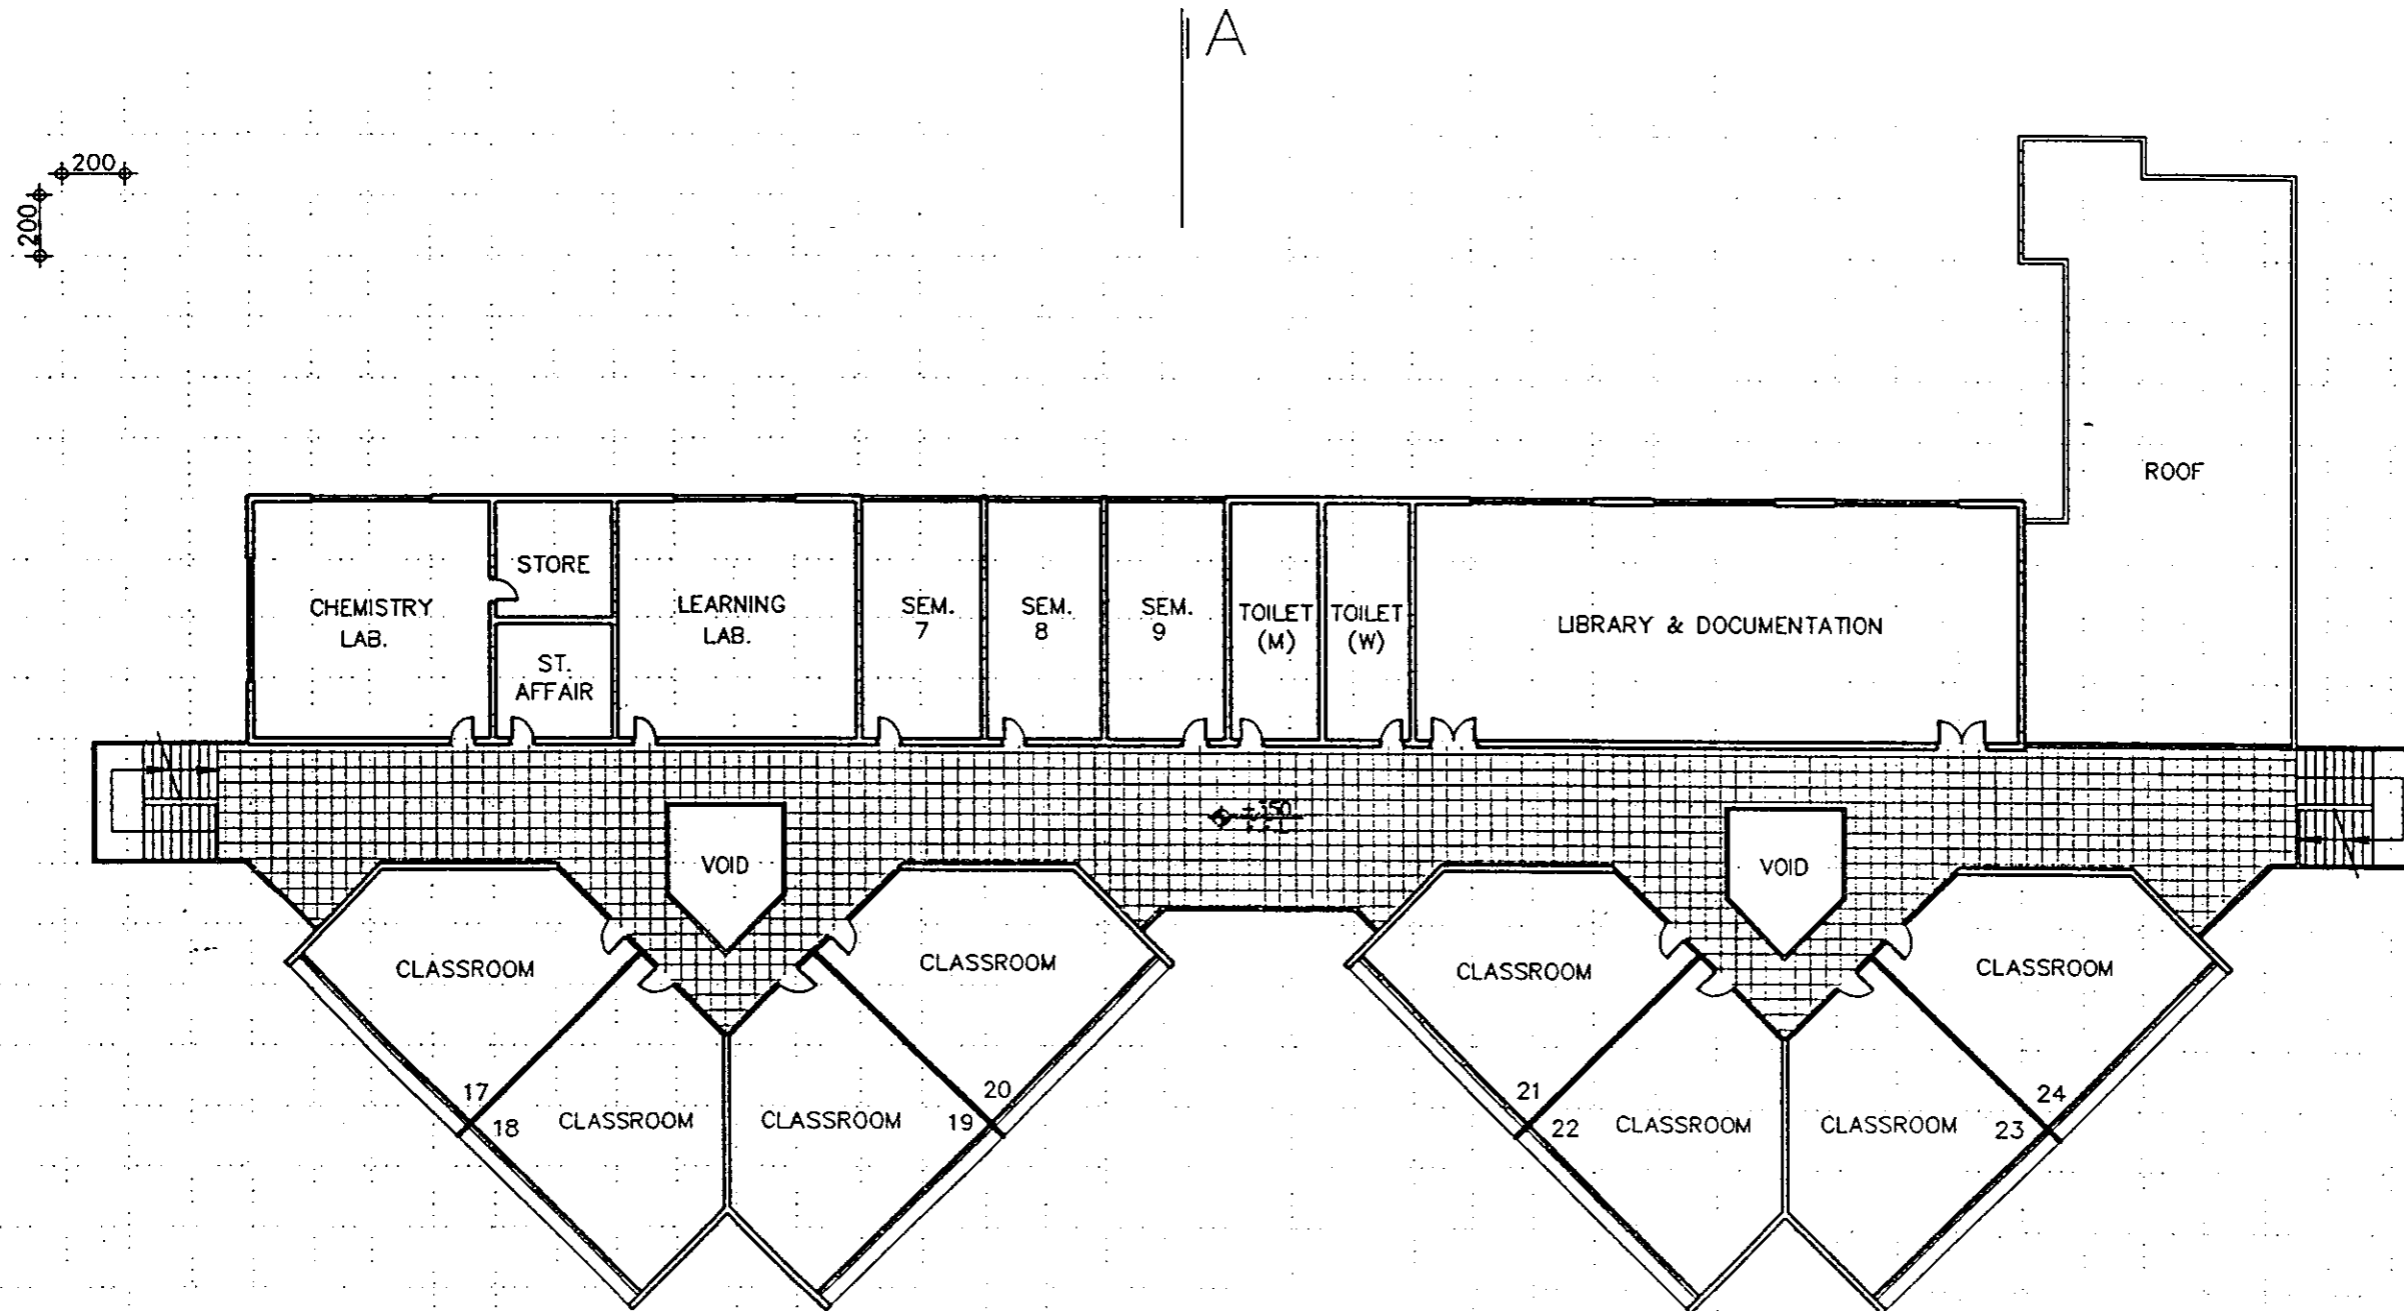 A
200
200
ROOF
STORE
CHEMISTRY
LAB.
LEARNING
LAB.
SEM.
7
SEM.
8
SEM.
9
TOILET
(M)
TOILET
(W)
LIBRARY & DOCUMENTATION
ST.
AFFAIR
VOID
VOID
CLASSROOM
CLASSROOM
CLASSROOM
CLASSROOM
17
18
CLASSROOM
CLASSROOM
19
20
21
22
CLASSROOM
CLASSROOM
23
24